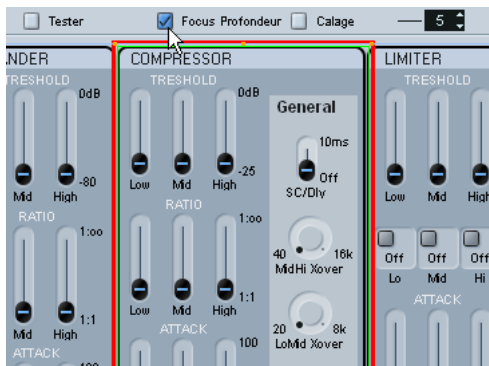 Tester
Focus Profondeur
Calage
5
NDER
COMPRESSOR
LIMITER
TRESHOLD
0dB
-80
Mid High
RATIO
1:oo
1:1
Mid High
ATTACK
100
TRESHOLD
0dB
-25
Low Mid High
RATIO
1:oo
1:1
Low Mid High
ATTACK
100
General
10ms
Off
SC/Dly
40 16k
MidHi Xover
20 8k
LoMid Xover
TRESHOLD
Low Mid High
Off Off Off
Lo Mid Hi
ATTACK